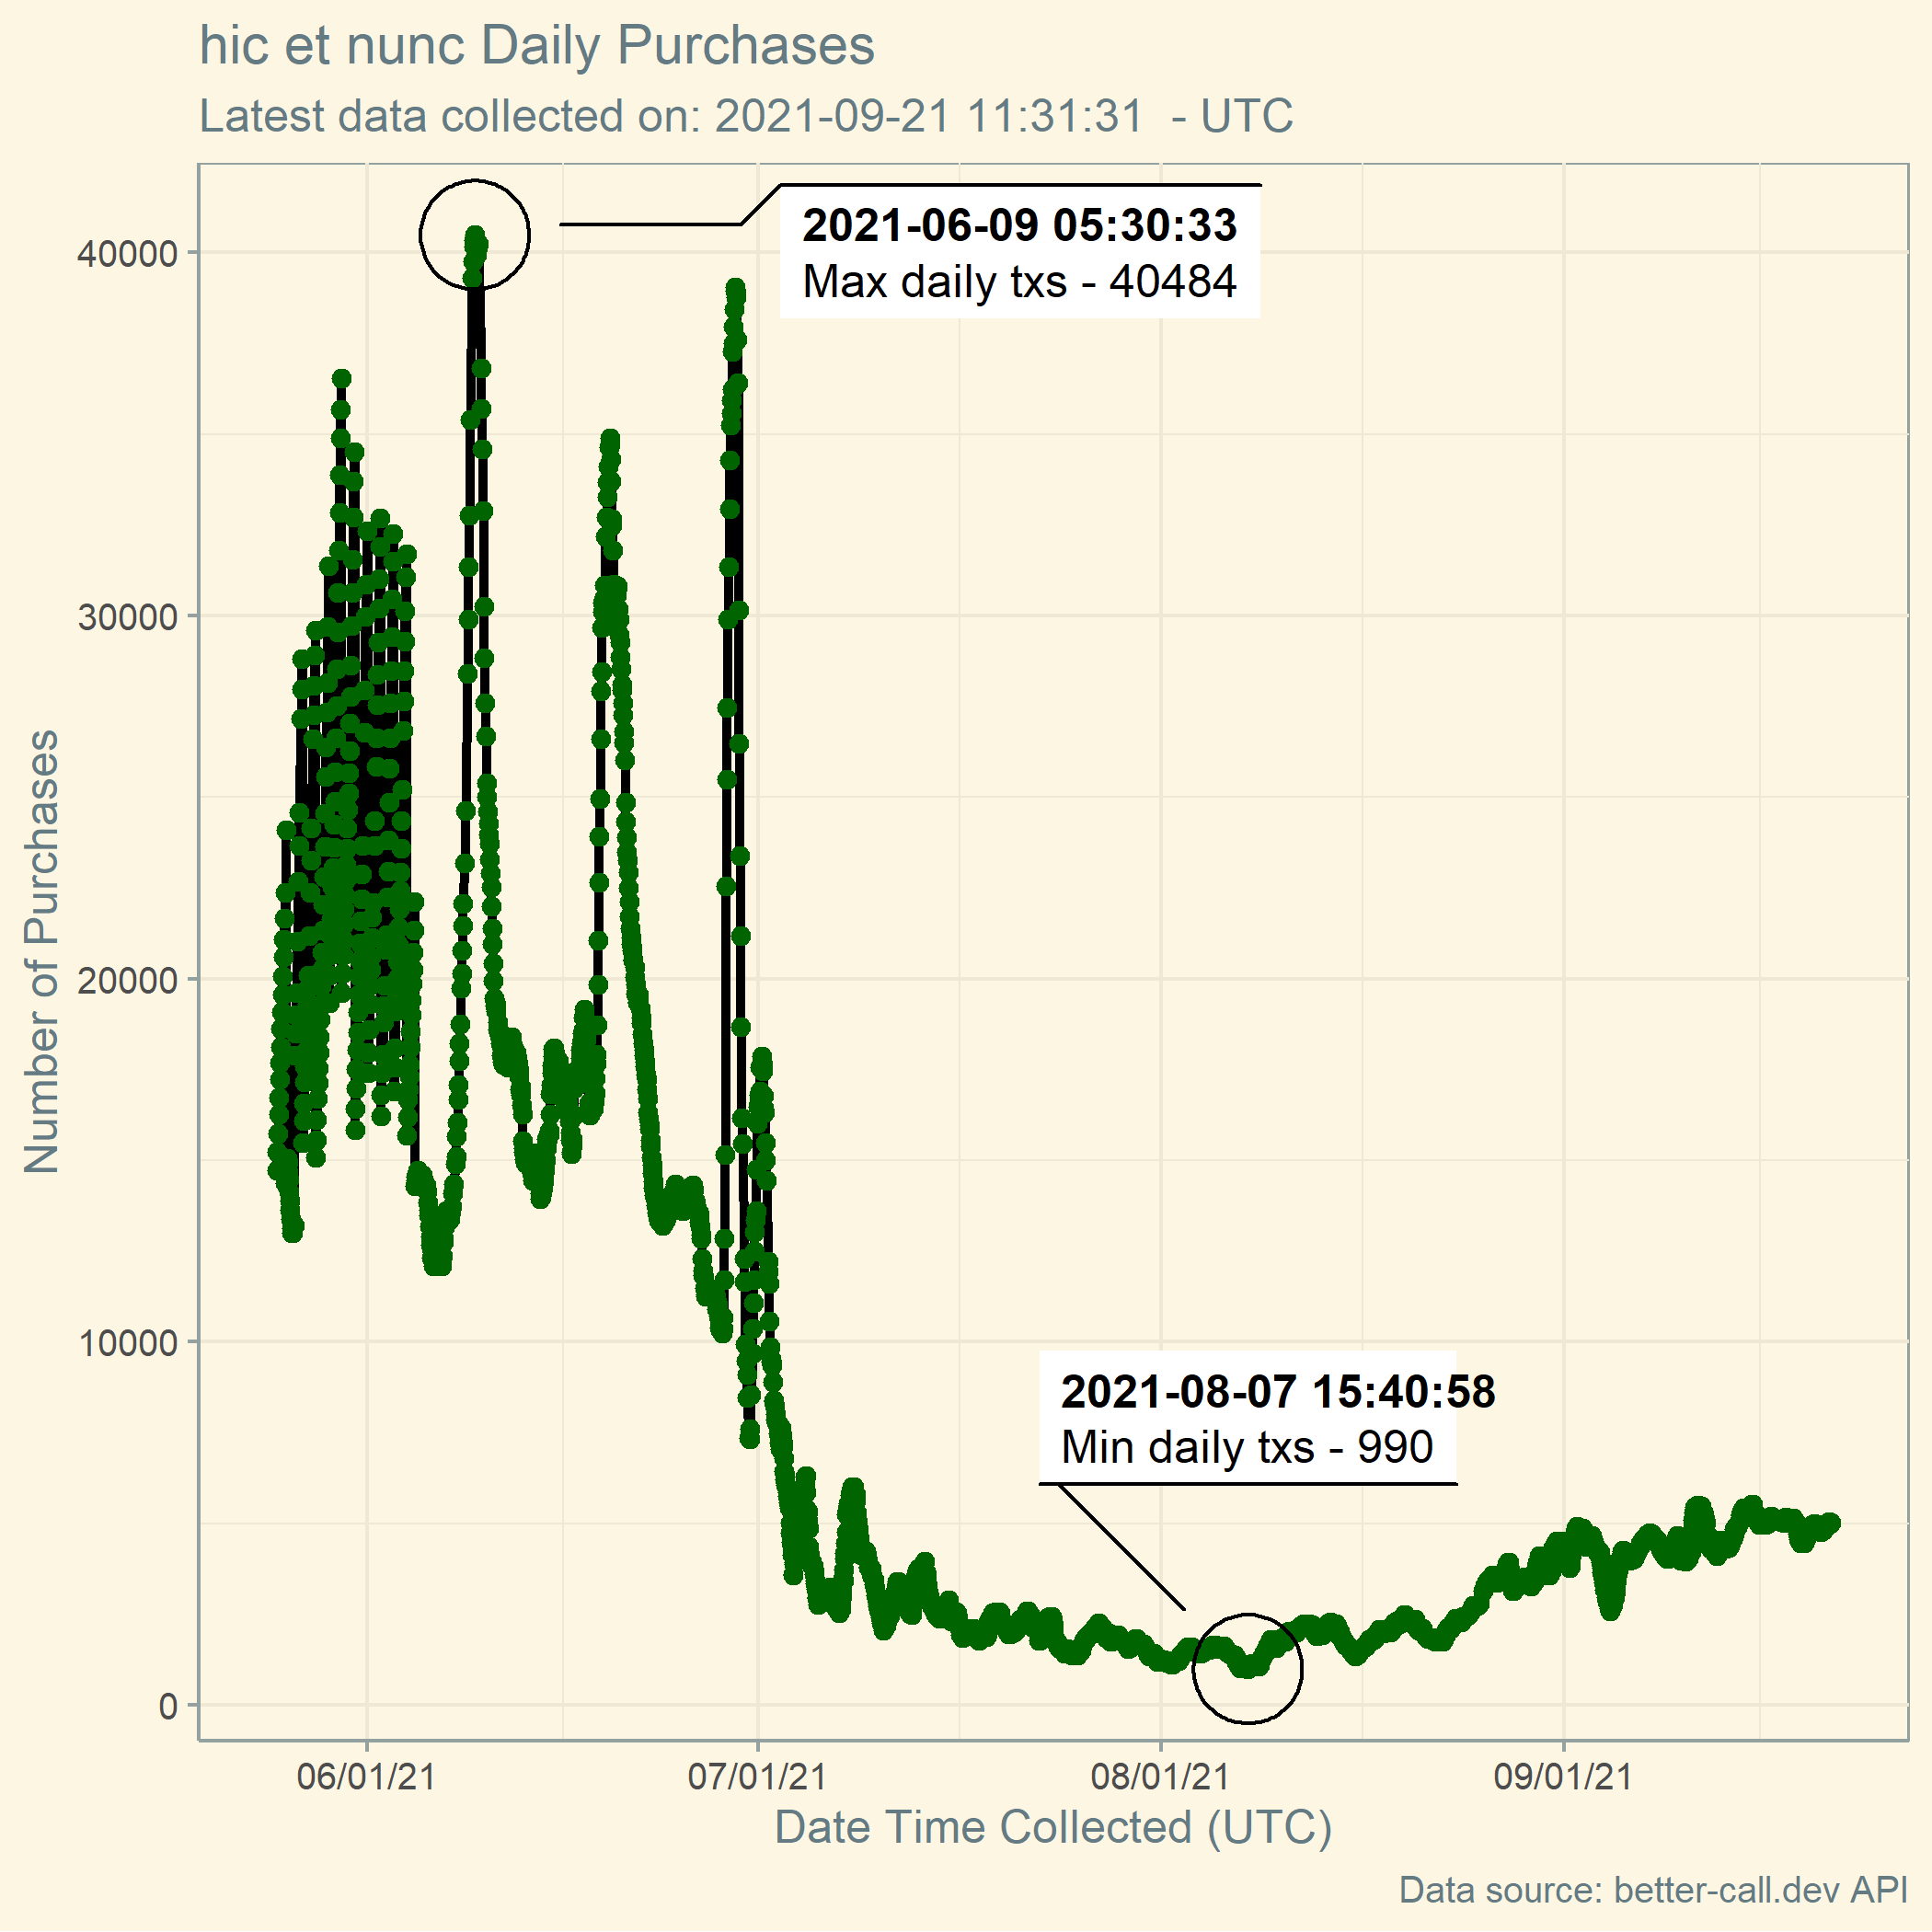 hic et nunc Daily Purchases
Latest data collected on: 2021-09-21 11:31:31  - UTC
2021-06-09 05:30:33
Max daily txs - 40484
40000
30000
20000
10000
0
Number of Purchases
2021-08-07 15:40:58
Min daily txs - 990
06/01/21
07/01/21
08/01/21
09/01/21
Date Time Collected (UTC)
Data source: better-call.dev API